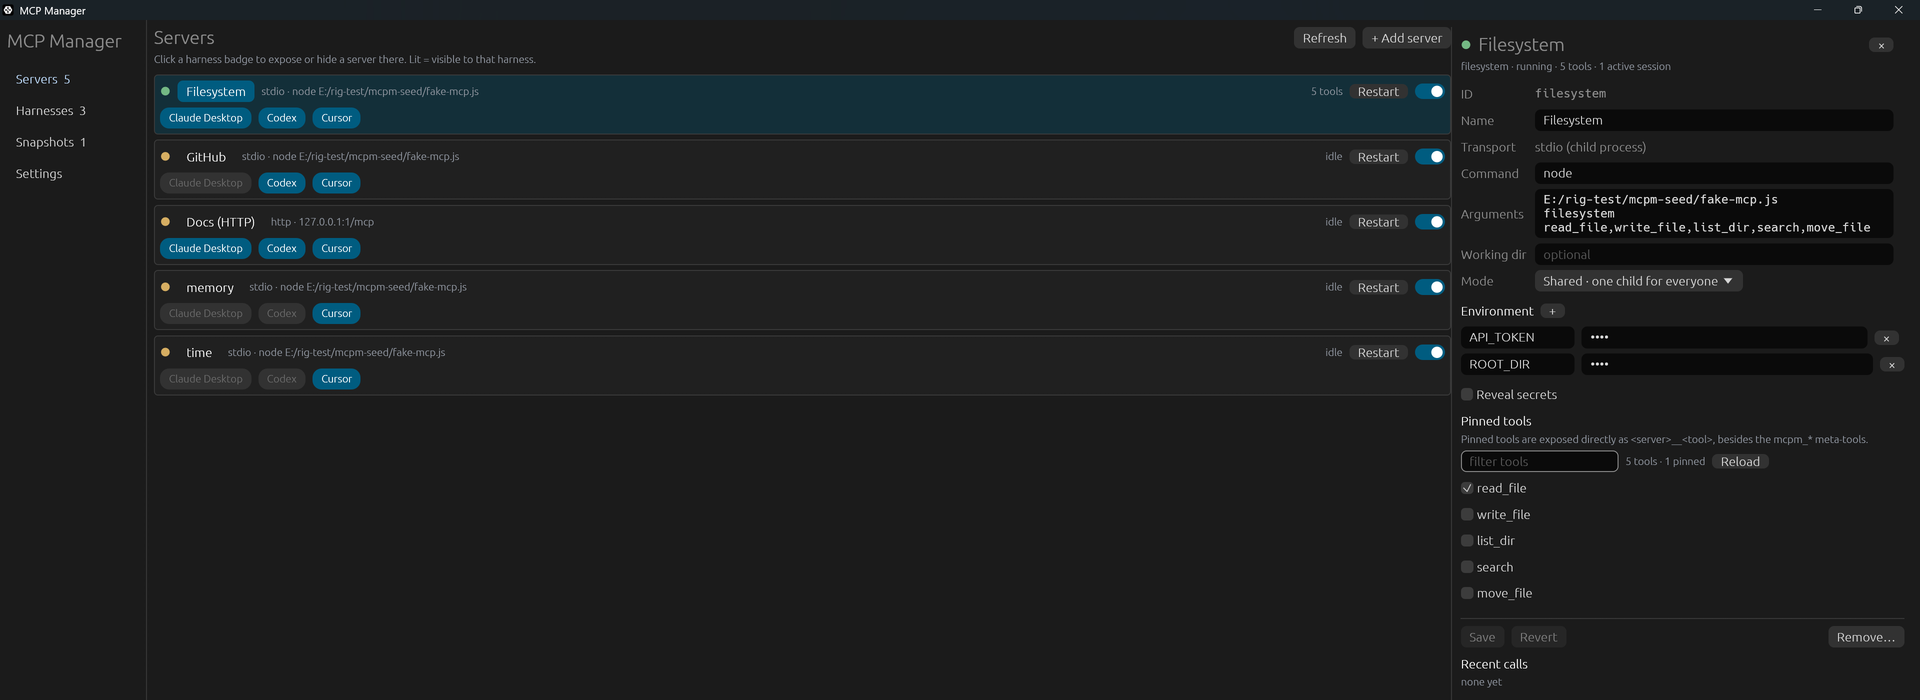 MCP Manager
MCP Manager
Servers 5
Harnesses 3
Snapshots 1
Settings
Servers
Refresh
+ Add server
Click a harness badge to expose or hide a server there. Lit = visible to that harness.
Filesystem stdio · node E:/rig-test/mcpm-seed/fake-mcp.js 5 tools Restart
Claude Desktop Codex Cursor
GitHub stdio · node E:/rig-test/mcpm-seed/fake-mcp.js idle Restart
Claude Desktop Codex Cursor
Docs (HTTP) http · 127.0.0.1:1/mcp idle Restart
Claude Desktop Codex Cursor
memory stdio · node E:/rig-test/mcpm-seed/fake-mcp.js idle Restart
Claude Desktop Codex Cursor
time stdio · node E:/rig-test/mcpm-seed/fake-mcp.js idle Restart
Claude Desktop Codex Cursor
Filesystem
filesystem · running · 5 tools · 1 active session
ID filesystem
Name Filesystem
Transport stdio (child process)
Command node
Arguments
E:/rig-test/mcpm-seed/fake-mcp.js
filesystem
read_file,write_file,list_dir,search,move_file
Working dir optional
Mode Shared · one child for everyone
Environment +
API_TOKEN ••••
ROOT_DIR ••••
Reveal secrets
Pinned tools
Pinned tools are exposed directly as <server>__<tool>, besides the mcpm_* meta-tools.
filter tools 5 tools · 1 pinned Reload
read_file
write_file
list_dir
search
move_file
Save Revert Remove…
Recent calls
none yet